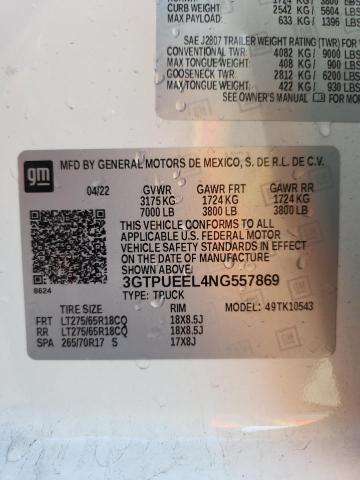 1724 KG / 3800 LBS
CURB WEIGHT 2542 KG / 5604 LBS
MAX PAYLOAD 633 KG / 1396 LBS
SAE J2807 TRAILER WEIGHT RATING (TWR) FOR
CONVENTIONAL TWR: 4082 KG / 9000 LBS
MAX TONGUE: 408 KG / 900 LBS
GOOSENECK TWR: 2812 KG / 6200 LBS
MAX TONGUE: 422 KG / 930 LBS
SEE OWNER'S MANUAL
gm
MFD BY GENERAL MOTORS DE MEXICO, S. DE R.L. DE C.V.
04/22 GVWR GAWR FRT GAWR RR
3175 KG 1724 KG 1724 KG
7000 LB 3800 LB 3800 LB
THIS VEHICLE CONFORMS TO ALL APPLICABLE U.S. FEDERAL MOTOR
VEHICLE SAFETY STANDARDS IN EFFECT ON THE
DATE OF MANUFACTURE SHOWN ABOVE.
3GTPUEEL4NG557869
8624
TYPE: TRUCK
TIRE SIZE RIM MODEL: 49TK10543
FRT LT275/65R18CQ 18X8.5J
RR LT275/65R18CQ 18X8.5J
SPA 265/70R17 S 17X8J